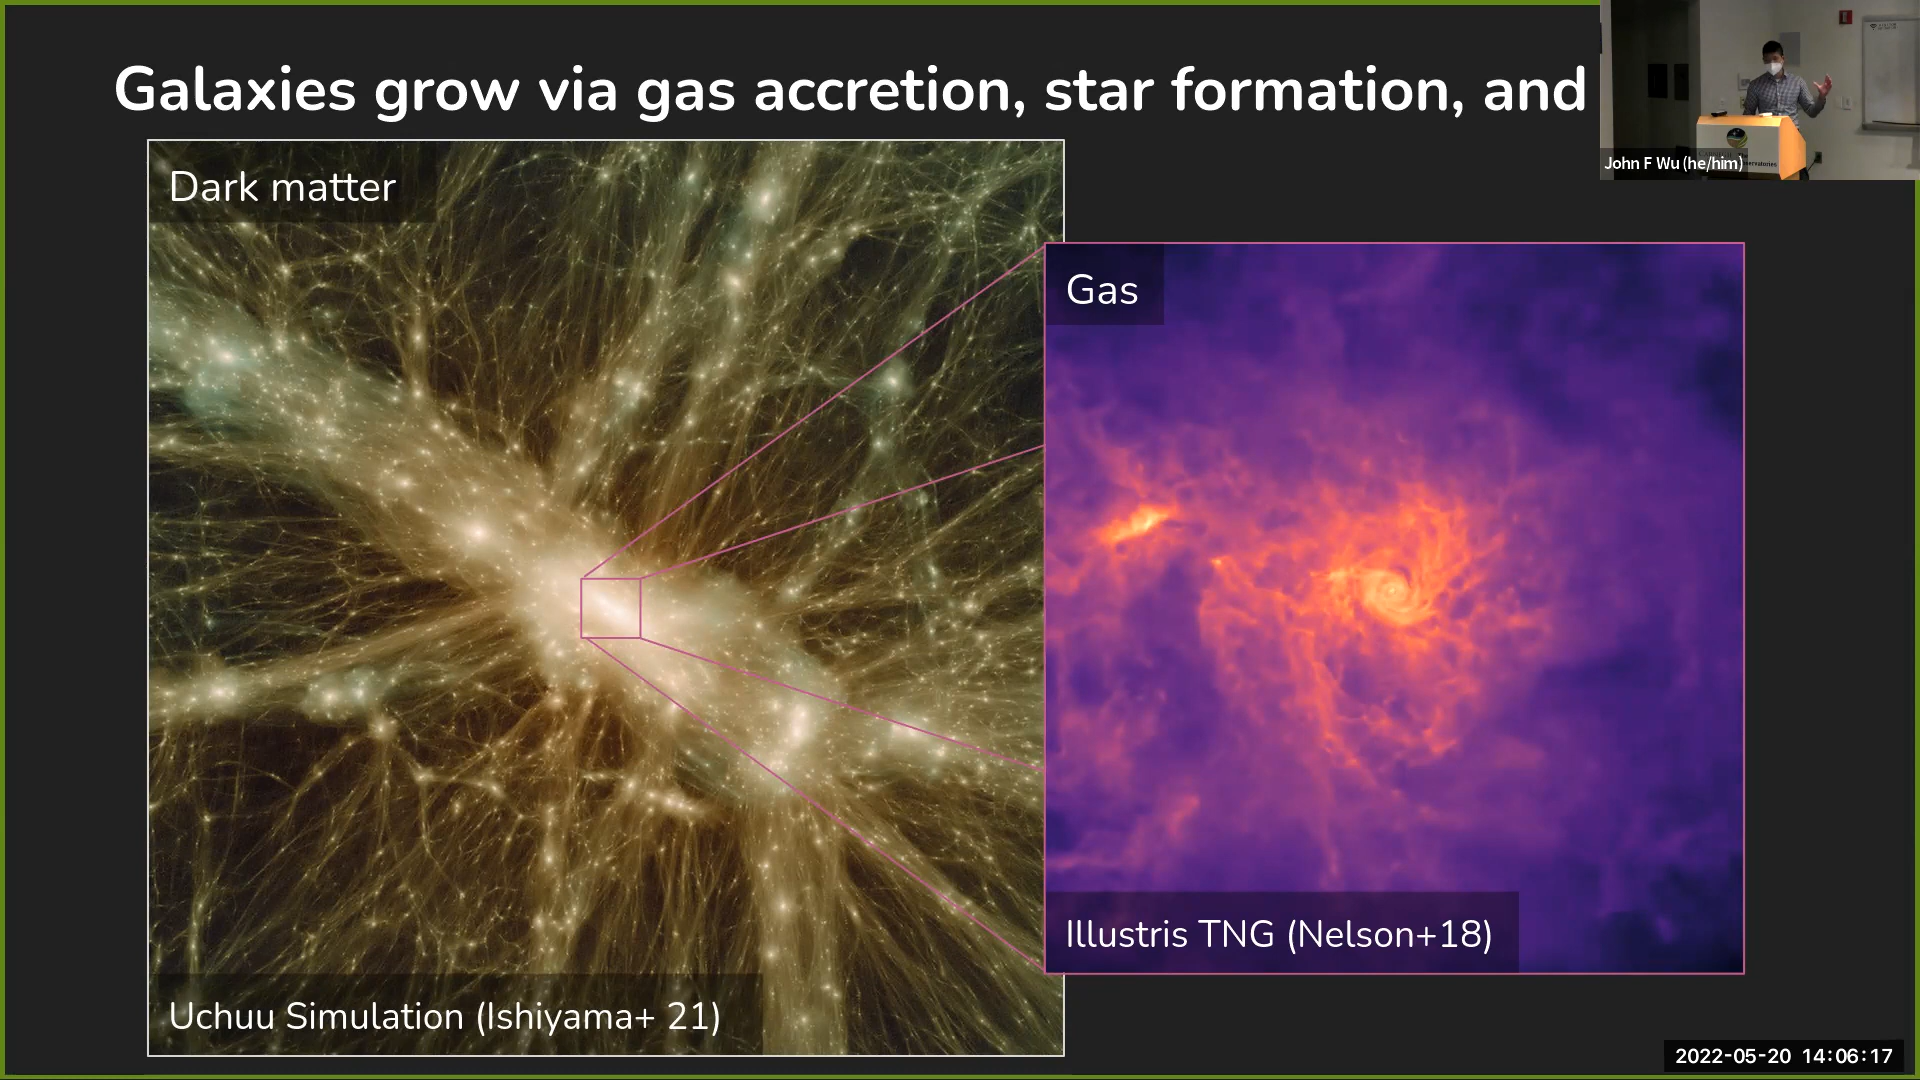 Galaxies grow via gas accretion, star formation, and
John F Wu (he/him)
Dark matter
Gas
Illustris TNG (Nelson+18)
Uchuu Simulation (Ishiyama+ 21)
2022-05-20 14:06:17